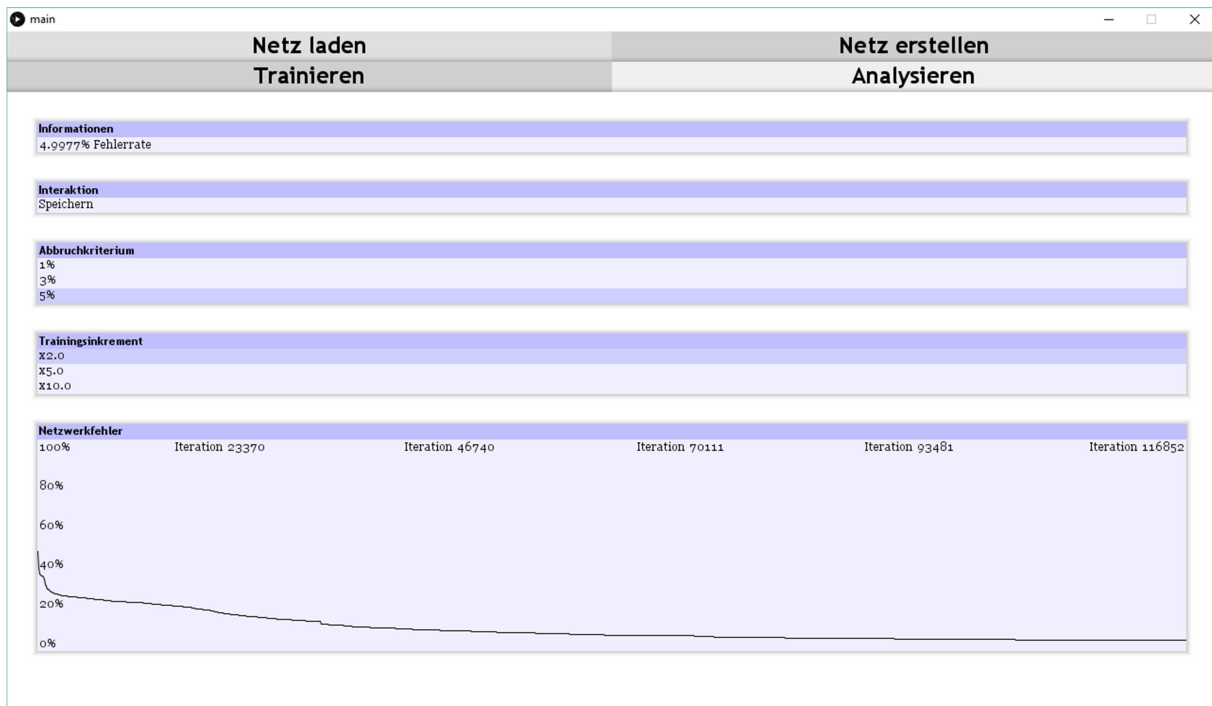 main
Netz laden Netz erstellen
Trainieren Analysieren
Informationen
4.9977% Fehlerrate
Interaktion
Speichern
Abbruchkriterium
1%
3%
5%
Trainingsinkrement
x2.0
x5.0
x10.0
Netzwerkfehler
100% Iteration 23370 Iteration 46740 Iteration 70111 Iteration 93481 Iteration 116852
80%
60%
40%
20%
0%